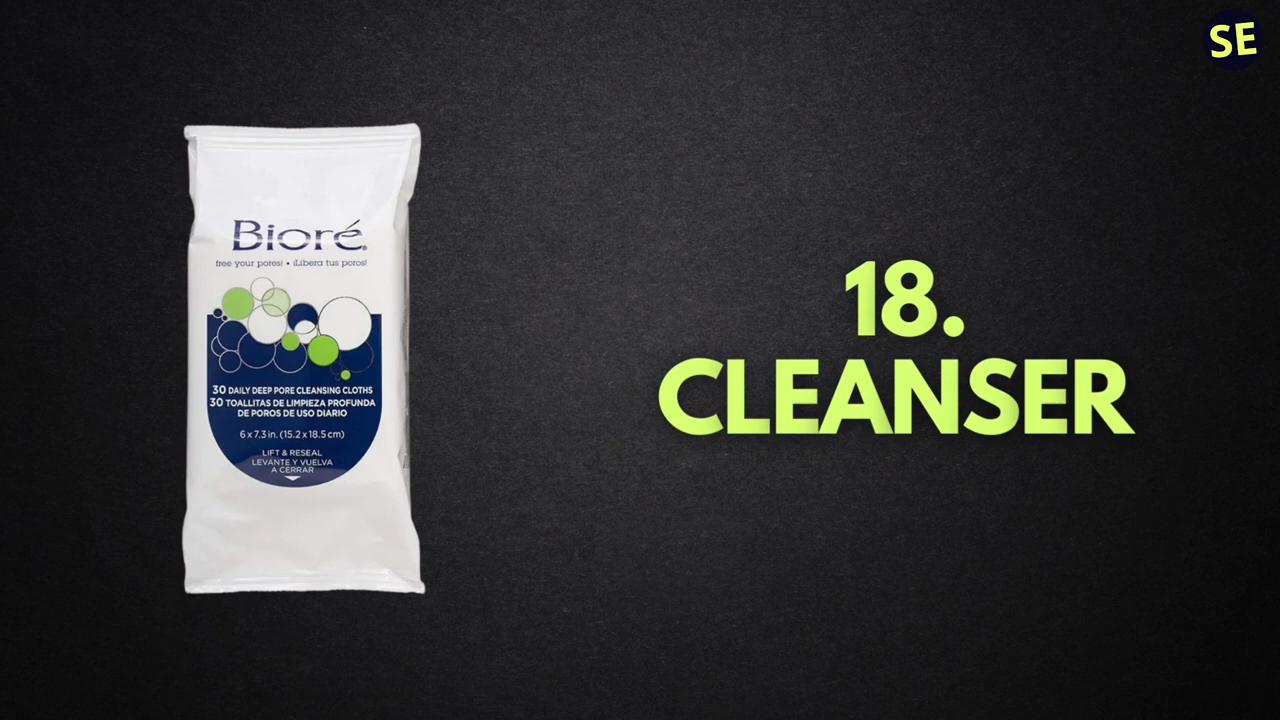 SE
Bioré®
free your pores! • ¡Libera tus poros!
30 DAILY DEEP PORE CLEANSING CLOTHS
30 TOALLITAS DE LIMPIEZA PROFUNDA
DE POROS DE USO DIARIO
6 x 7.3 in. (15.2 x 18.5 cm)
LIFT & RESEAL
LEVANTE Y VUELVA
A CERRAR
18.
CLEANSER